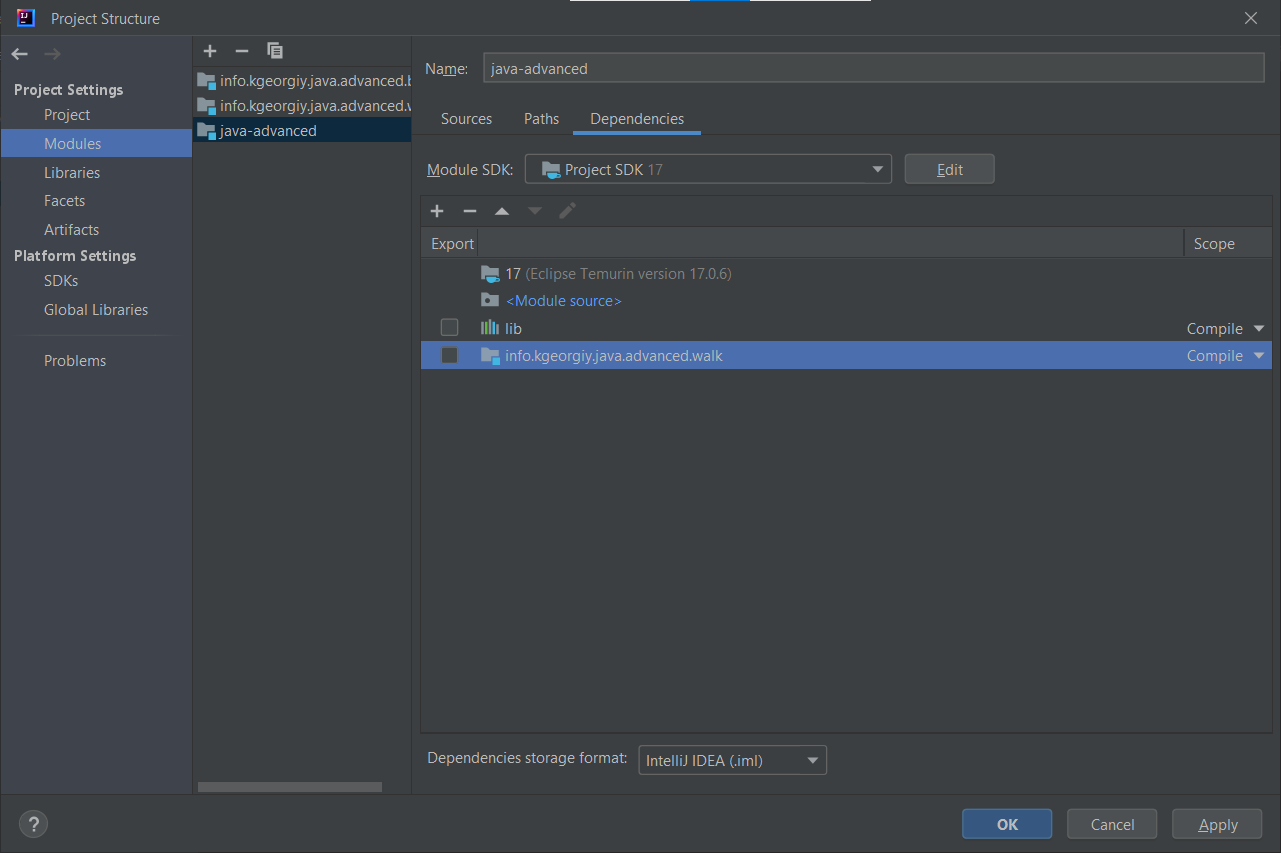 Project Structure
Project Settings
Project
Modules
Libraries
Facets
Artifacts
Platform Settings
SDKs
Global Libraries
Problems
info.kgeorgiy.java.advanced.b
info.kgeorgiy.java.advanced.w
java-advanced
Name: java-advanced
Sources Paths Dependencies
Module SDK: Project SDK 17 Edit
Export Scope
17 (Eclipse Temurin version 17.0.6)
<Module source>
lib Compile
info.kgeorgiy.java.advanced.walk Compile
Dependencies storage format: IntelliJ IDEA (.iml)
? OK Cancel Apply